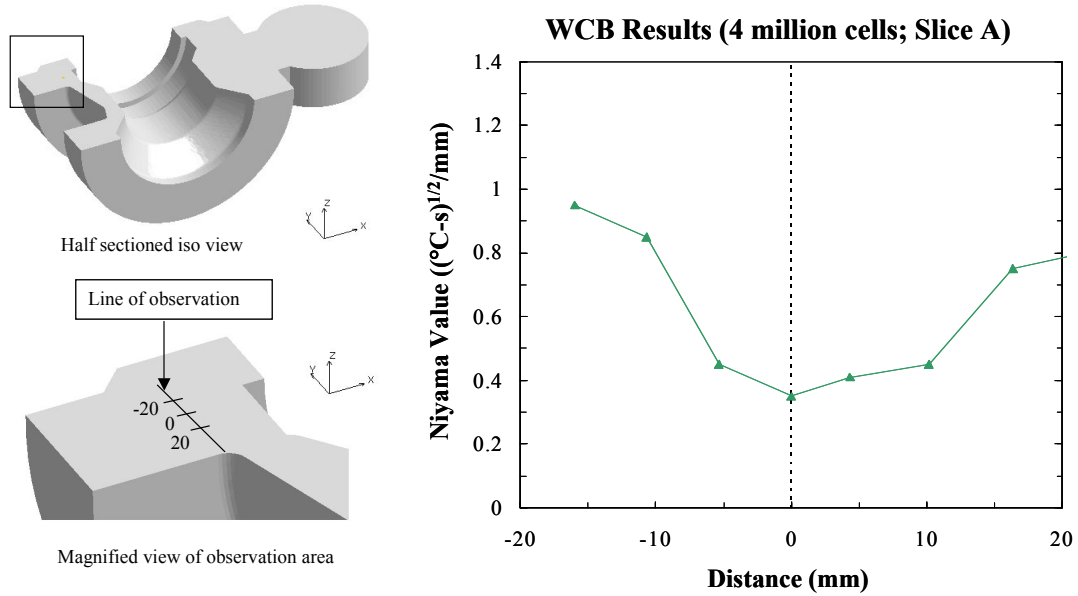 Half sectioned iso view
z
y
x
Line of observation
-20
0
20
z
y
x
Magnified view of observation area
WCB Results (4 million cells; Slice A)
Niyama Value ((°C-s)1/2/mm)
1.4
1.2
1
0.8
0.6
0.4
0.2
0
-20 -10 0 10 20
Distance (mm)